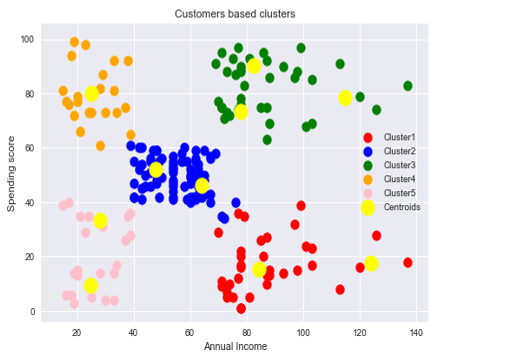 Customers based clusters
Spending score
100
80
60
40
20
0
20
40
60
80
100
120
140
Annual Income
Cluster1
Cluster2
Cluster3
Cluster4
Cluster5
Centroids